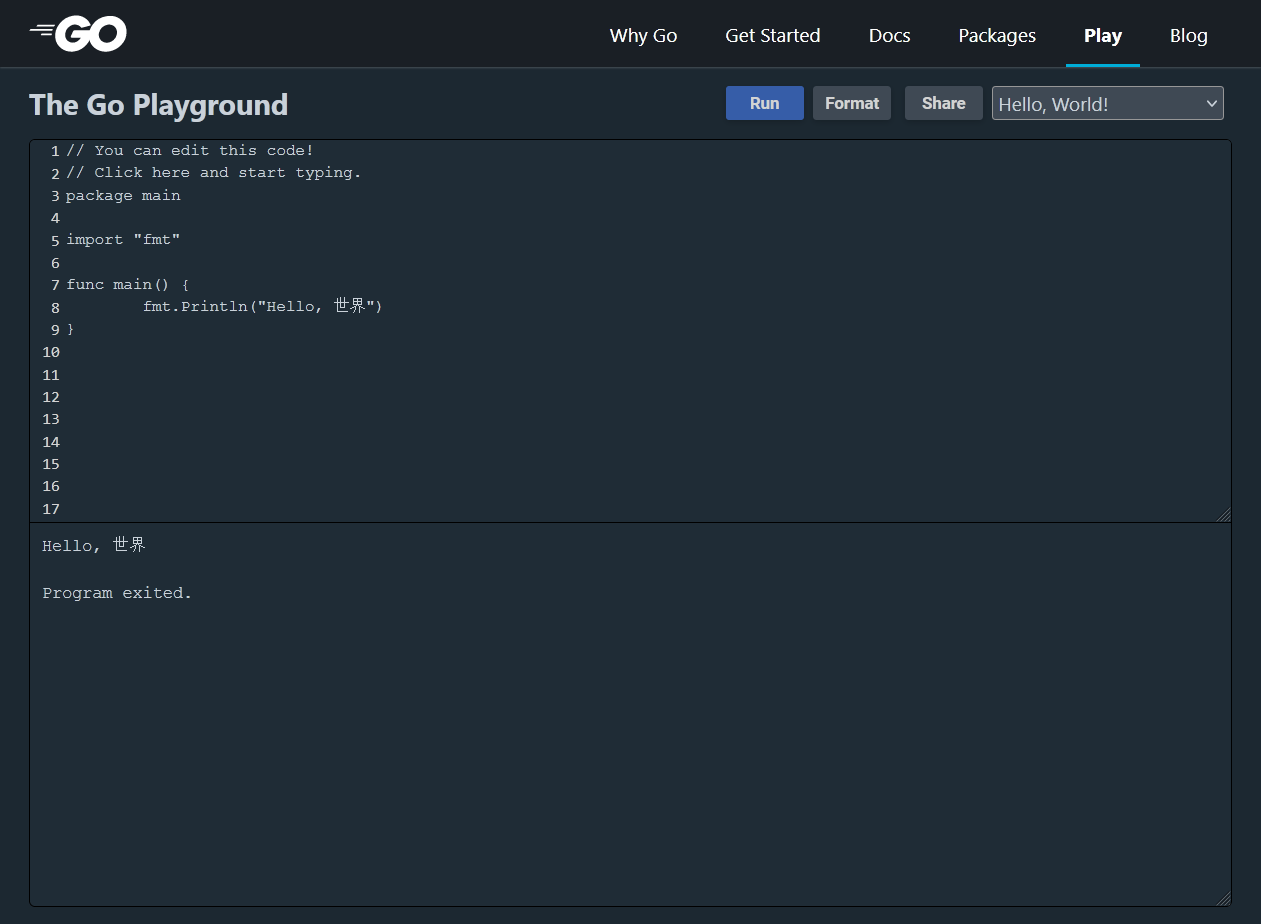 GO
Why Go
Get Started
Docs
Packages
Play
Blog
The Go Playground
Run
Format
Share
Hello, World!
1 // You can edit this code!
2 // Click here and start typing.
3 package main
4
5 import "fmt"
6
7 func main() {
8 fmt.Println("Hello, 世界")
9 }
10
11
12
13
14
15
16
17
Hello, 世界
Program exited.